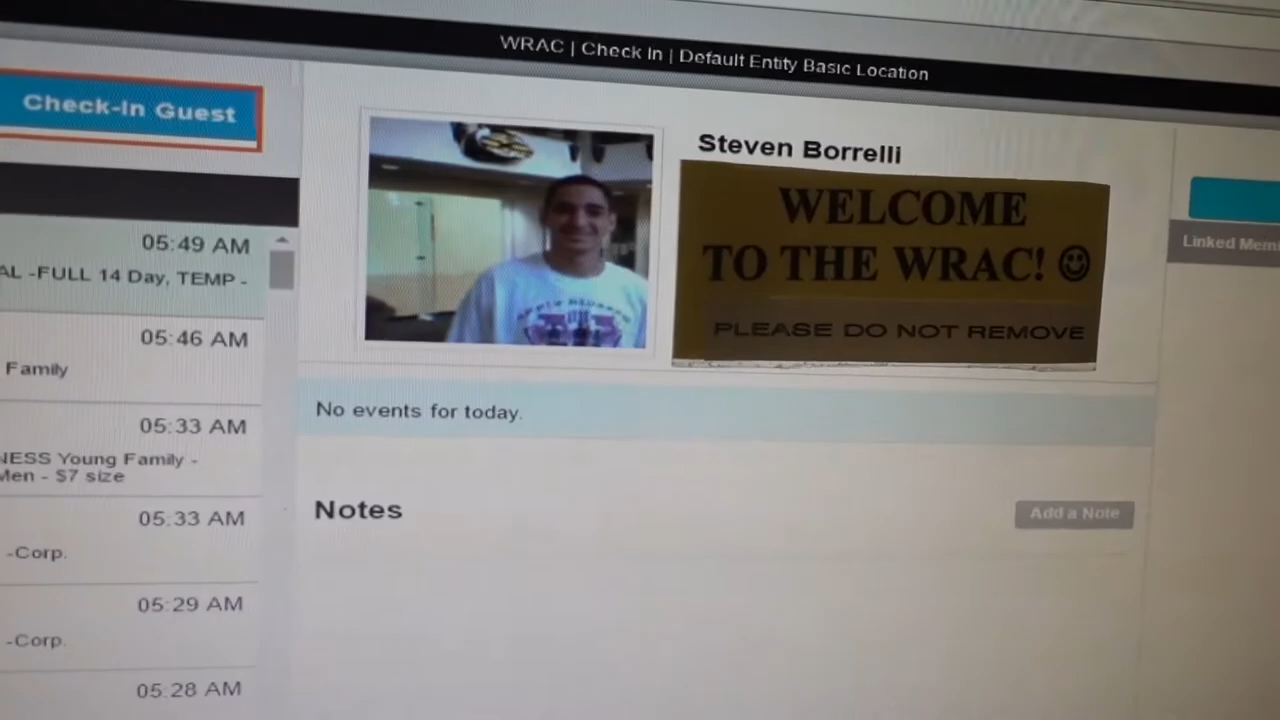 WRAC | Check In | Default Entity Basic Location
Check-In Guest
05:49 AM
AL -FULL 14 Day, TEMP -
05:46 AM
Family
05:33 AM
NESS Young Family -
Men - $7 size
05:33 AM
-Corp.
05:29 AM
-Corp.
05:28 AM
Steven Borrelli
WELCOME
TO THE WRAC! ☺
PLEASE DO NOT REMOVE
No events for today.
Notes
Add a Note
Linked Mem